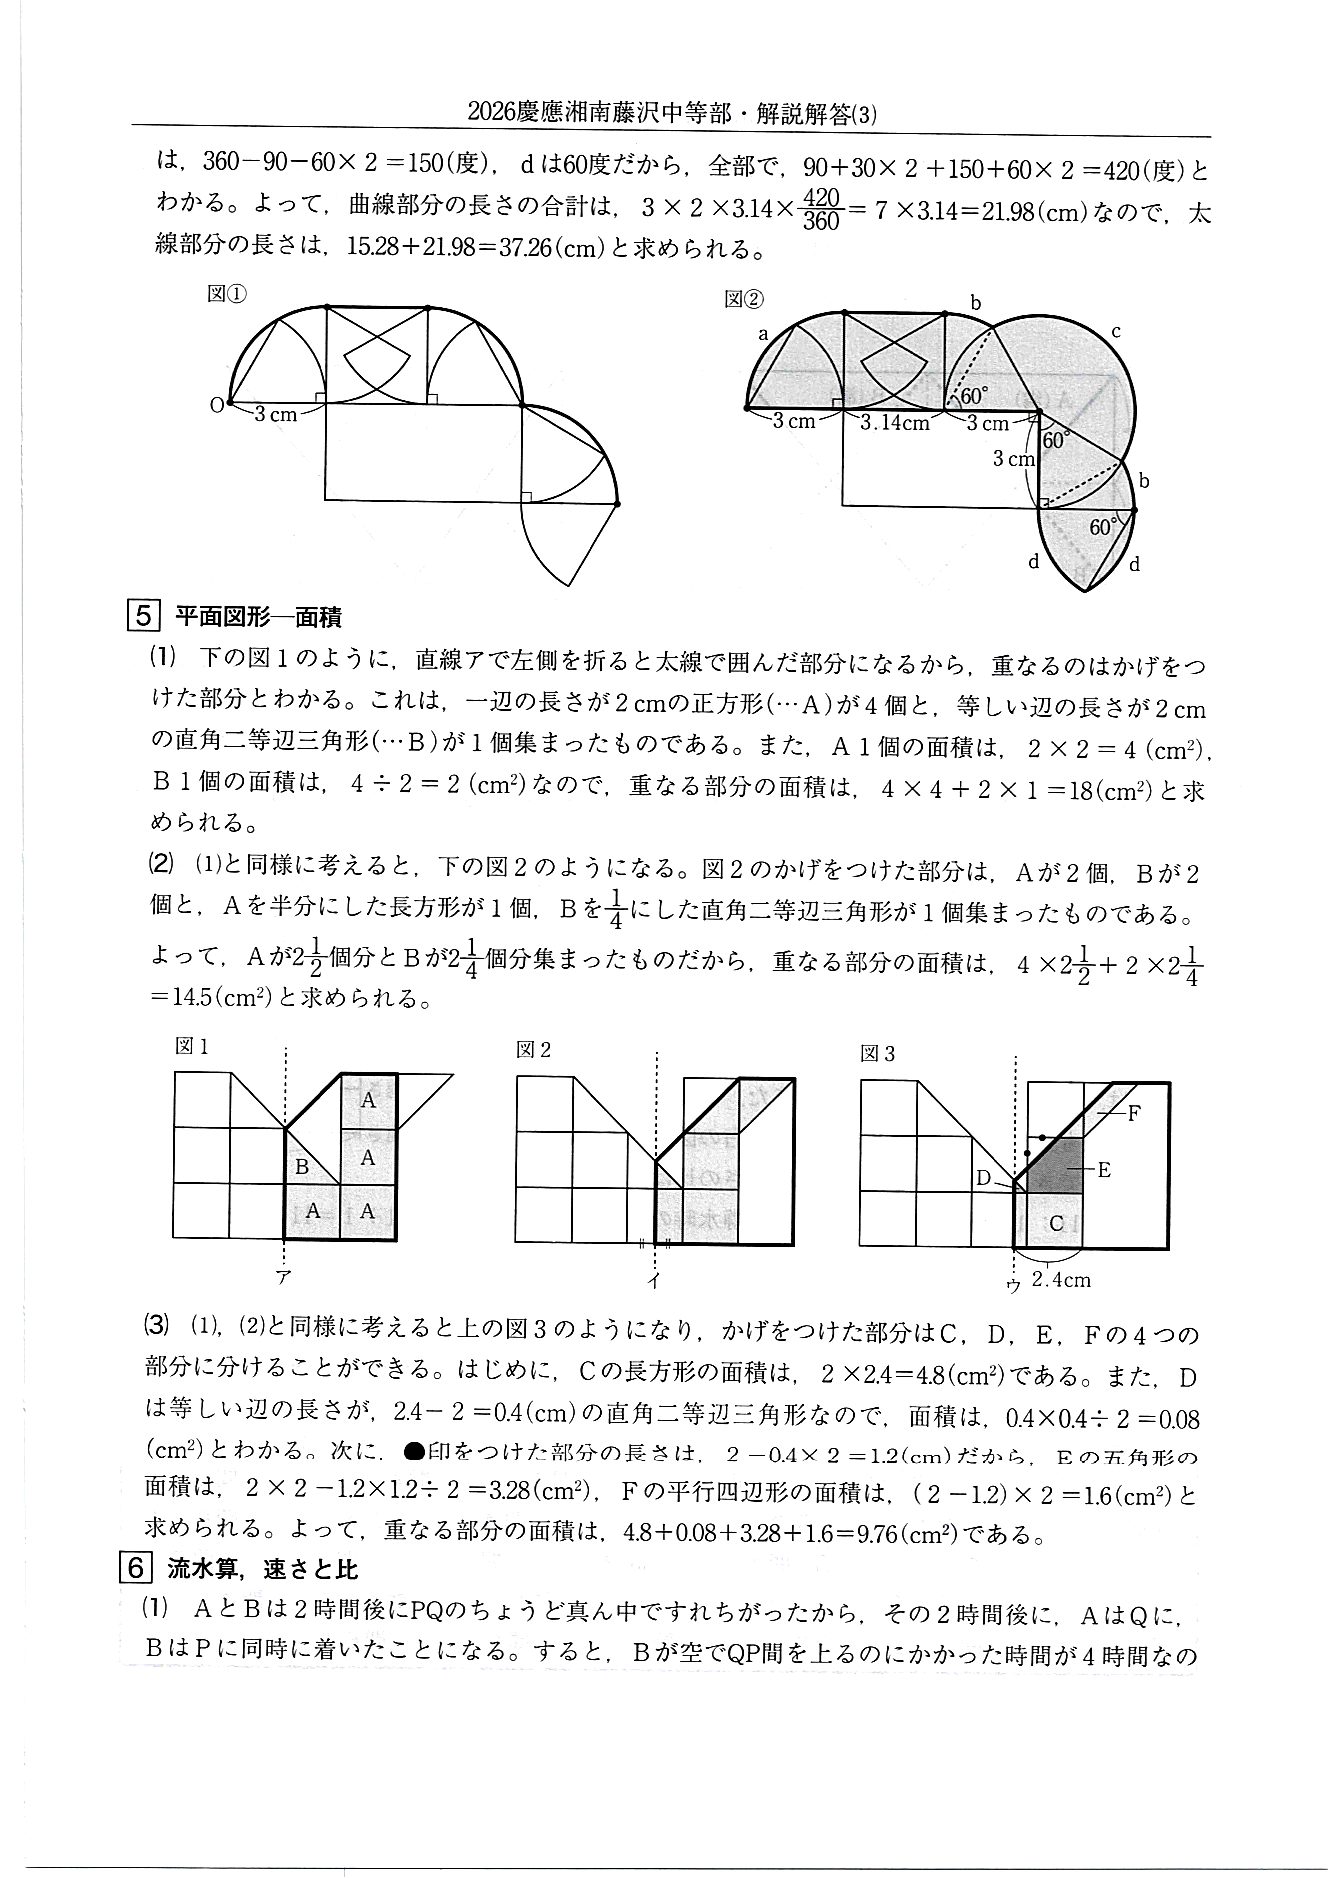 2026慶應湘南藤沢中等部・解説解答(3)
は，360−90−60×２＝150(度)，ｄは60度だから，全部で，90＋30×２＋150＋60×２＝420(度)と
わかる。よって，曲線部分の長さの合計は，３×２×3.14×420/360＝７×3.14＝21.98(cm)なので，太
線部分の長さは，15.28＋21.98＝37.26(cm)と求められる。
図①
O
3 cm
図②
a
b
c
60°
3 cm
3.14cm
3 cm
60°
3 cm
b
60°
d
d
5 平面図形―面積
(1) 下の図１のように，直線アで左側を折ると太線で囲んだ部分になるから，重なるのはかげをつ
けた部分とわかる。これは，一辺の長さが２cmの正方形(…Ａ)が４個と，等しい辺の長さが２cm
の直角二等辺三角形(…Ｂ)が１個集まったものである。また，Ａ１個の面積は，２×２＝４(cm²)，
Ｂ１個の面積は，４÷２＝２(cm²)なので，重なる部分の面積は，４×４＋２×１＝18(cm²)と求
められる。
(2) (1)と同様に考えると，下の図２のようになる。図２のかげをつけた部分は，Ａが２個，Ｂが２
個と，Ａを半分にした長方形が１個，Ｂを1/4にした直角二等辺三角形が１個集まったものである。
よって，Ａが2 1/2個分とＢが2 1/4個分集まったものだから，重なる部分の面積は，４×2 1/2＋２×2 1/4
＝14.5(cm²)と求められる。
図１
A
A
B
A
A
ア
図２
イ
図３
F
E
D
C
ウ
2.4cm
(3) (1)，(2)と同様に考えると上の図３のようになり，かげをつけた部分はＣ，Ｄ，Ｅ，Ｆの４つの
部分に分けることができる。はじめに，Ｃの長方形の面積は，２×2.4＝4.8(cm²)である。また，Ｄ
は等しい辺の長さが，2.4−２＝0.4(cm)の直角二等辺三角形なので，面積は，0.4×0.4÷２＝0.08
(cm²)とわかる。次に，●印をつけた部分の長さは，２−0.4×２＝1.2(cm)だから，Ｅの五角形の
面積は，２×２−1.2×1.2÷２＝3.28(cm²)，Ｆの平行四辺形の面積は，(２−1.2)×２＝1.6(cm²)と
求められる。よって，重なる部分の面積は，4.8＋0.08＋3.28＋1.6＝9.76(cm²)である。
6 流水算，速さと比
(1) ＡとＢは２時間後にPQのちょうど真ん中ですれちがったから，その２時間後に，ＡはＱに，
ＢはＰに同時に着いたことになる。すると，Ｂが空でQP間を上るのにかかった時間が４時間なの